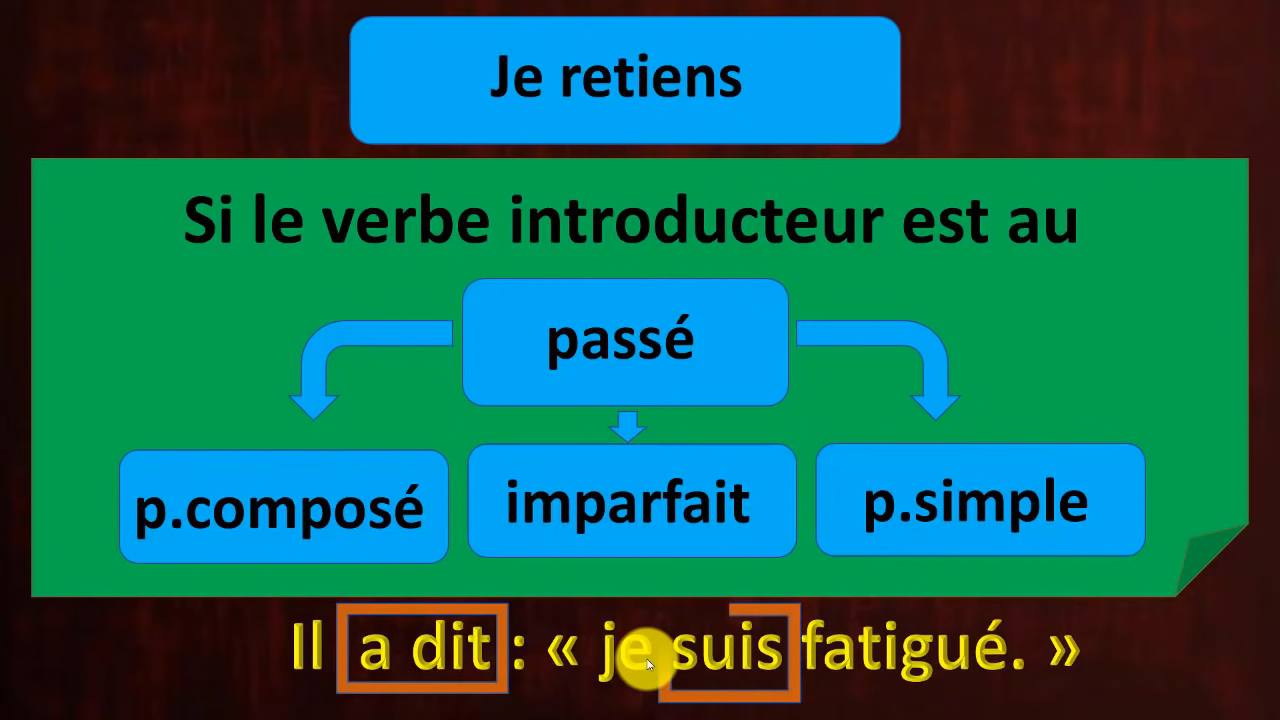 Je retiens
Si le verbe introducteur est au
passé
p.composé
imparfait
p.simple
Il a dit : « je suis fatigué. »